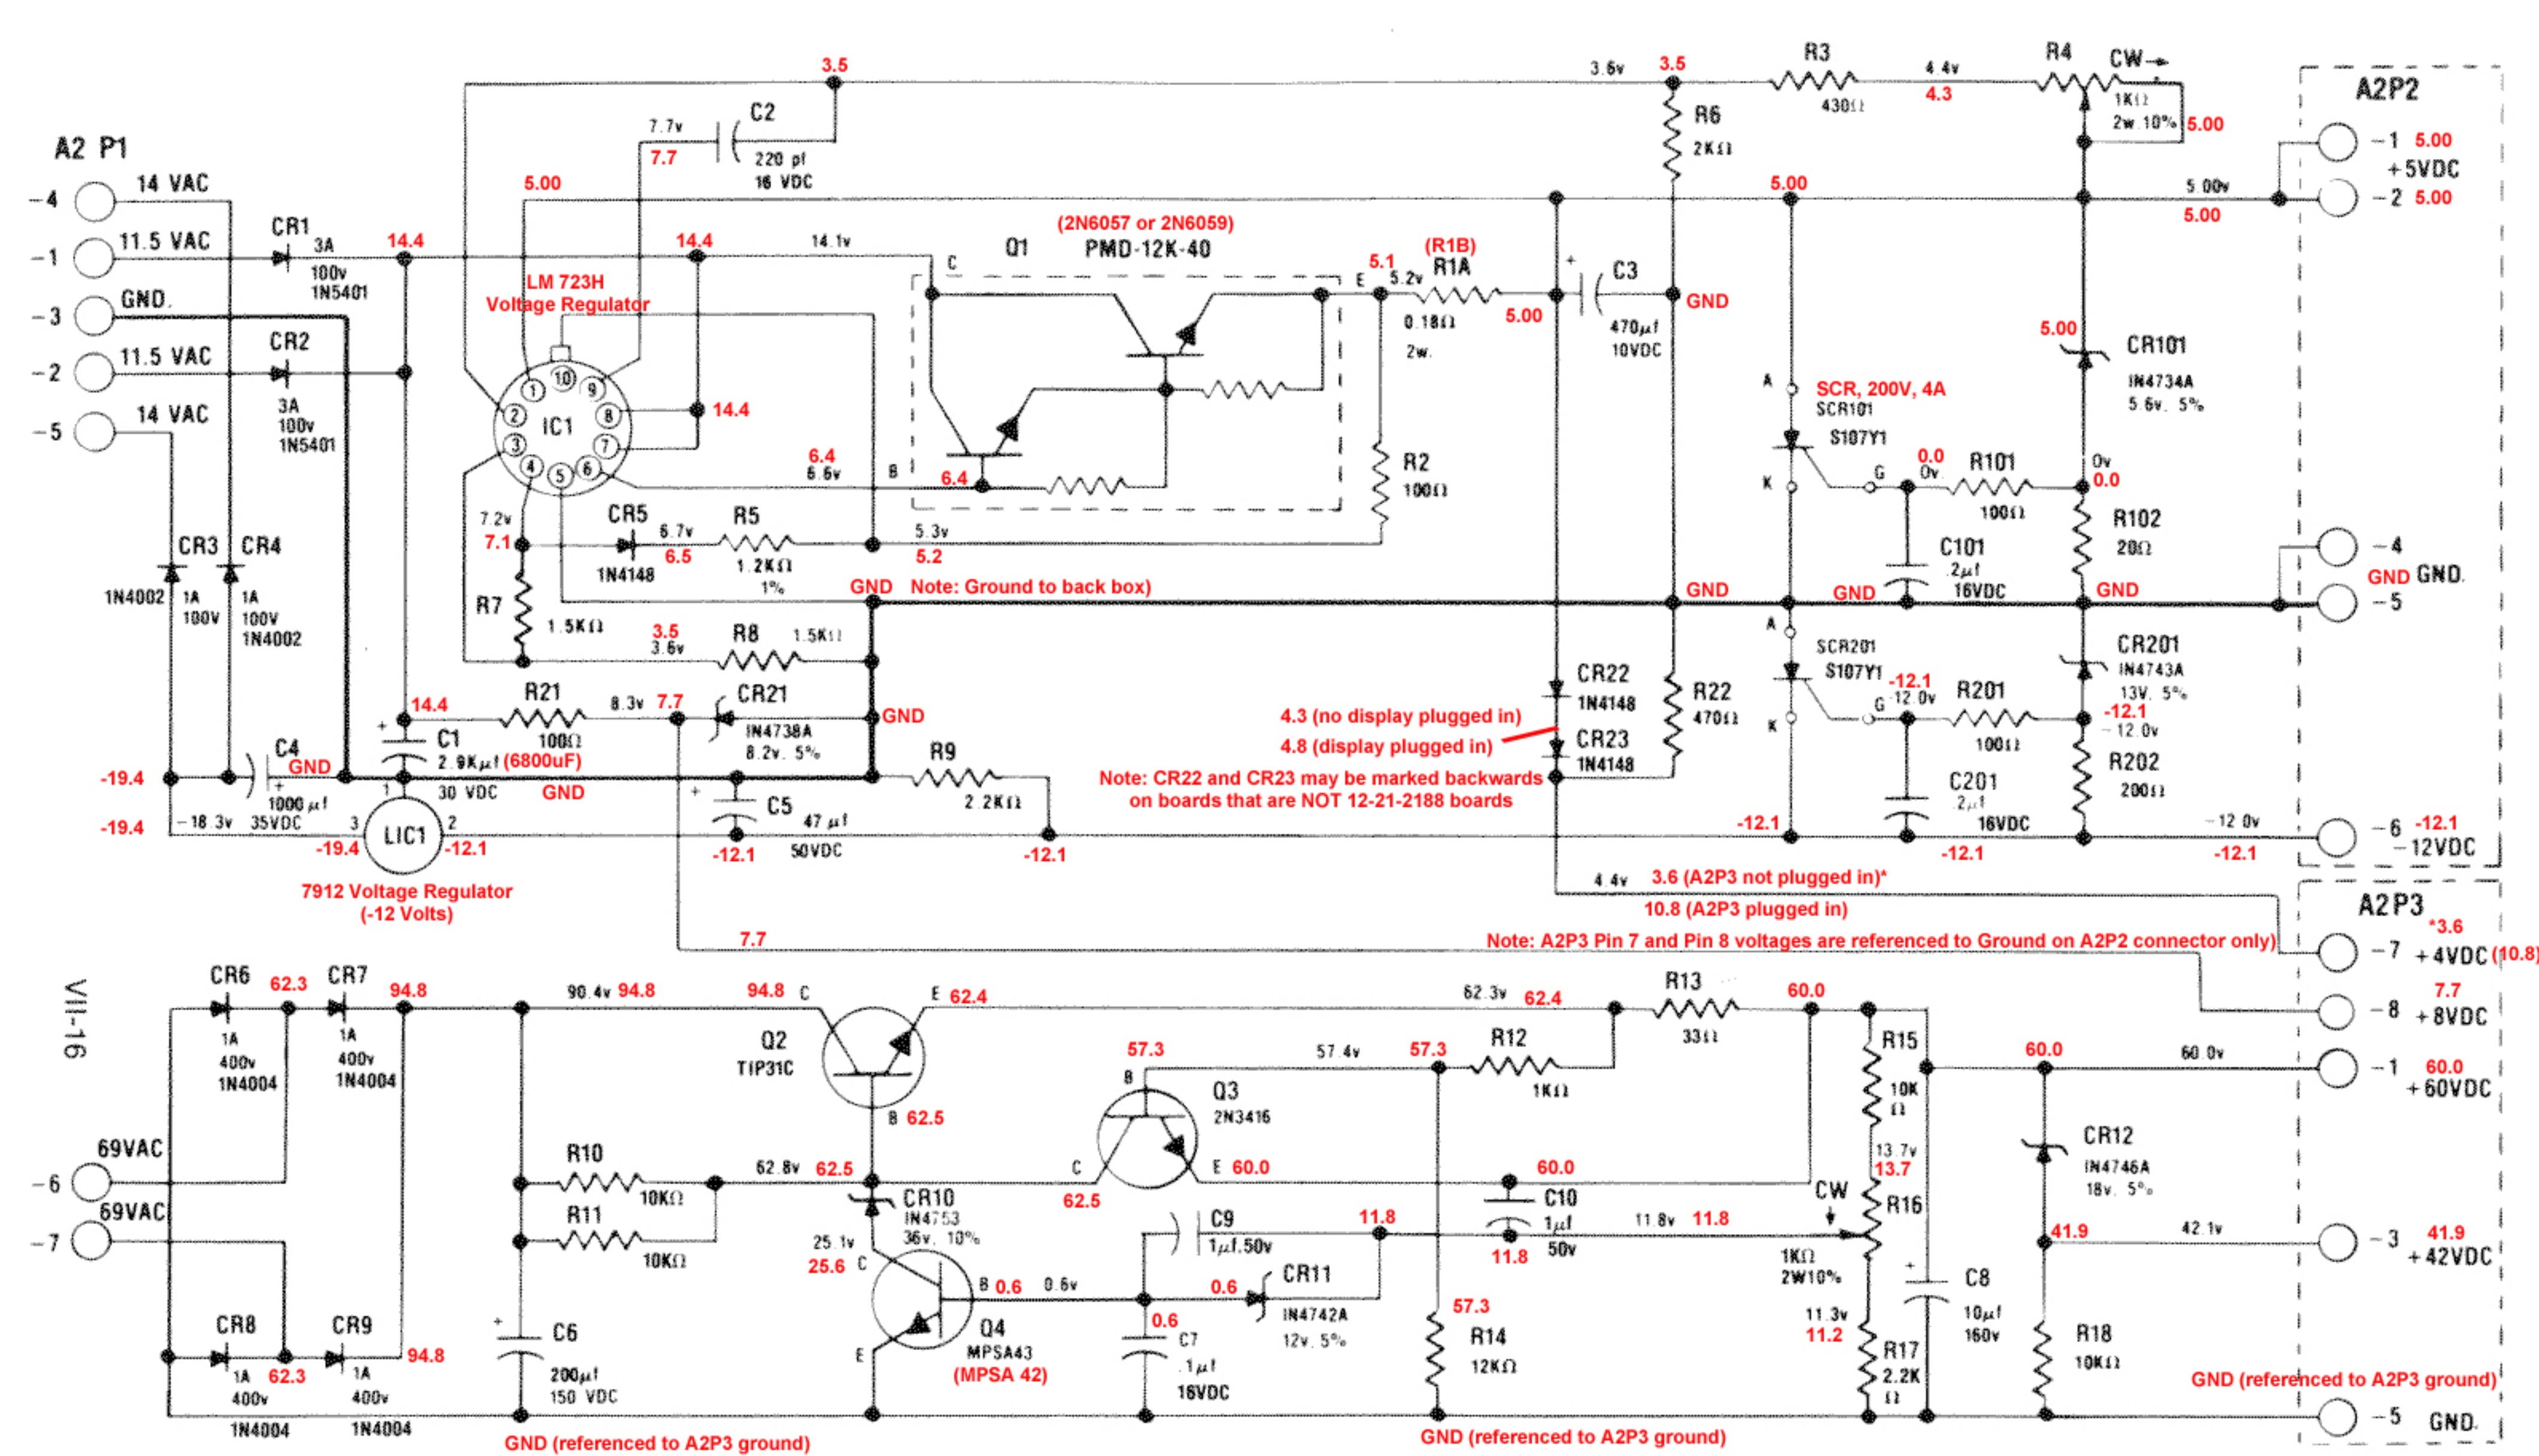 A2 P1
-4
14 VAC
-1
11.5 VAC
-3
GND.
-2
11.5 VAC
-5
14 VAC
CR1
3A
100v
1N5401
CR2
3A
100v
1N5401
14.4
3.5
C2
7.7v
7.7
220 pf
16 VDC
5.00
14.4
14.1v
LM 723H
Voltage Regulator
IC1
1
2
3
4
5
6
7
8
9
10
14.4
(2N6057 or 2N6059)
Q1
PMD-12K-40
C
B
E
6.4
6.6v
6.4
5.1
5.2v
(R1B)
R1A
0.18Ω
2w.
5.00
R2
100Ω
C3
+
470µf
10VDC
GND
3.6v
3.5
R6
2KΩ
R3
430Ω
4.4v
4.3
R4
CW→
1KΩ
2w.10%
5.00
5.00
5.00v
5.00
A2P2
-1 5.00
+5VDC
-2 5.00
-4
GND GND.
-5
-6 -12.1
-12VDC
5.00
CR101
IN4734A
5.6v. 5%
A
SCR, 200V, 4A
SCR101
S107Y1
K
G
0.0
0v
R101
100Ω
0v
0.0
R102
20Ω
C101
.2µf
16VDC
GND
GND
GND
7.2v
7.1
CR5
1N4148
6.7v
6.5
R5
1.2KΩ
1%
5.3v
5.2
GND Note: Ground to back box)
R7
1.5KΩ
3.5
3.6v
R8
1.5KΩ
CR3
1N4002
1A
100V
CR4
1A
100V
1N4002
14.4
R21
100Ω
8.3v
7.7
CR21
IN4738A
8.2v. 5%
GND
+
C1
2.9Kµf (6800uF)
30 VDC
GND
C4
GND
+
1000µf
35VDC
-19.4
-19.4
-18.3v
-19.4
1
3
2
LIC1
-12.1
7912 Voltage Regulator
(-12 Volts)
+
C5
47 µf
50VDC
-12.1
R9
2.2KΩ
-12.1
CR22
1N4148
CR23
1N4148
R22
470Ω
4.3 (no display plugged in)
4.8 (display plugged in)
Note: CR22 and CR23 may be marked backwards
on boards that are NOT 12-21-2188 boards
A
SCR201
S107Y1
K
G
-12.1
-12.0v
R201
100Ω
CR201
IN4743A
13V. 5%
-12.1
-12.0v
R202
200Ω
C201
.2µf
16VDC
-12.1
-12.1
-12 0v
-12.1
4.4v
3.6 (A2P3 not plugged in)*
10.8 (A2P3 plugged in)
7.7
Note: A2P3 Pin 7 and Pin 8 voltages are referenced to Ground on A2P2 connector only)
A2P3
*3.6
-7 +4VDC (10.8)
7.7
-8 +8VDC
-1 60.0
+60VDC
-3 41.9
+42VDC
-5 GND.
VII-16
CR6
1A
400v
1N4004
62.3
CR7
1A
400v
1N4004
94.8
90.4v 94.8
94.8
C
Q2
TIP31C
E 62.4
B 62.5
62.3v
62.4
R13
33Ω
60.0
R12
1KΩ
57.3
57.4v
57.3
B
Q3
2N3416
C
62.5
E 60.0
69VAC
-6
69VAC
-7
R10
10KΩ
R11
10KΩ
62.8v 62.5
CR10
IN4753
36v. 10%
25.1v
25.6 C
B 0.6 0.6v
E
Q4
MPSA43
(MPSA 42)
CR8
1A
400v
1N4004
62.3
CR9
1A
400v
1N4004
94.8
+
C6
200µf
150 VDC
C9
1µf.50v
11.8
0.6
CR11
IN4742A
12v. 5%
0.6
C7
.1µf
16VDC
60.0
C10
1µf
50v
11.8
11.8v 11.8
57.3
R14
12KΩ
R15
10K
Ω
13.7v
13.7
R16
CW
1KΩ
2W10%
11.3v
11.2
R17
2.2K
Ω
+
C8
10µf
160v
60.0
60.0v
CR12
IN4746A
18v. 5%
41.9
42.1v
R18
10KΩ
GND (referenced to A2P3 ground)
GND (referenced to A2P3 ground)
GND (referenced to A2P3 ground)